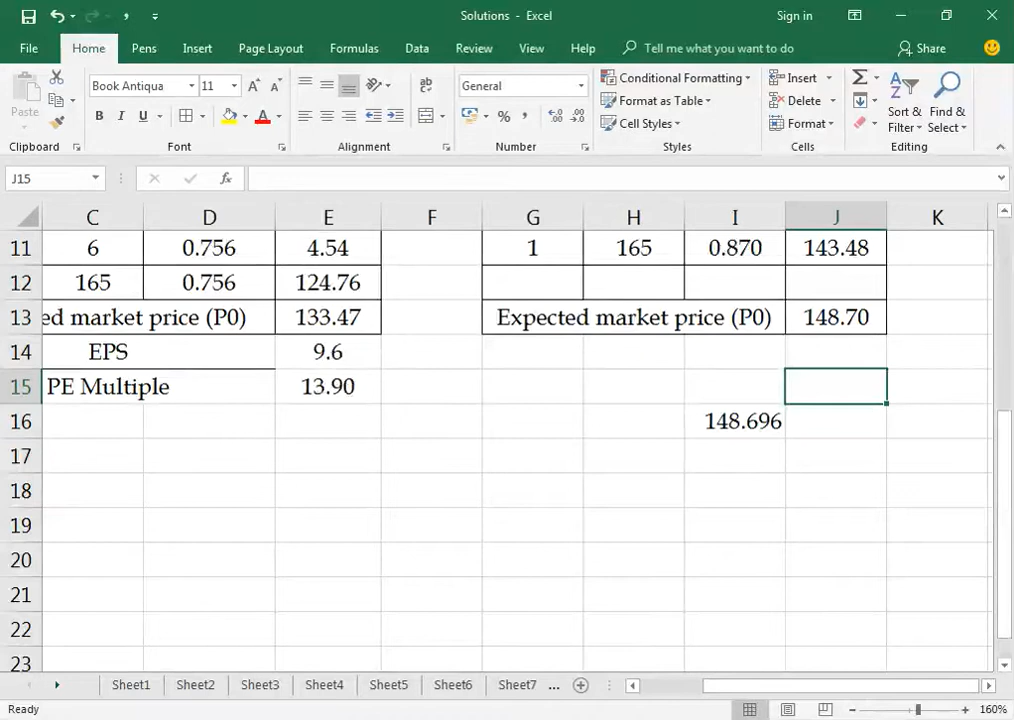 Solutions - Excel
Sign in
File Home Pens Insert Page Layout Formulas Data Review View Help Tell me what you want to do Share
Paste
Book Antiqua 11
B I U A
General
% ,
Conditional Formatting
Format as Table
Cell Styles
Insert
Delete
Format
Sort & Filter
Find & Select
Clipboard Font Alignment Number Styles Cells Editing
J15 fx
C D E F G H I J K
11 6 0.756 4.54 1 165 0.870 143.48
12 165 0.756 124.76
13 ed market price (P0) 133.47 Expected market price (P0) 148.70
14 EPS 9.6
15 PE Multiple 13.90
16 148.696
17
18
19
20
21
22
23
Sheet1 Sheet2 Sheet3 Sheet4 Sheet5 Sheet6 Sheet7 ...
Ready 160%